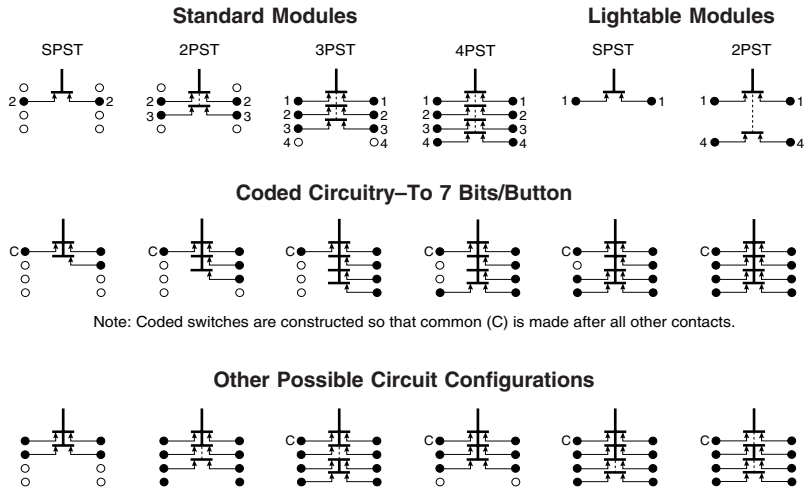 Standard Modules Lightable Modules
SPST 2PST 3PST 4PST SPST 2PST
2 2 2 2 1 1 1 1 1 1 1 1
3 3 2 2 2 2
3 3 3 3
4 4 4 4 4 4
Coded Circuitry–To 7 Bits/Button
C C C C C C
Note: Coded switches are constructed so that common (C) is made after all other contacts.
Other Possible Circuit Configurations
C C C